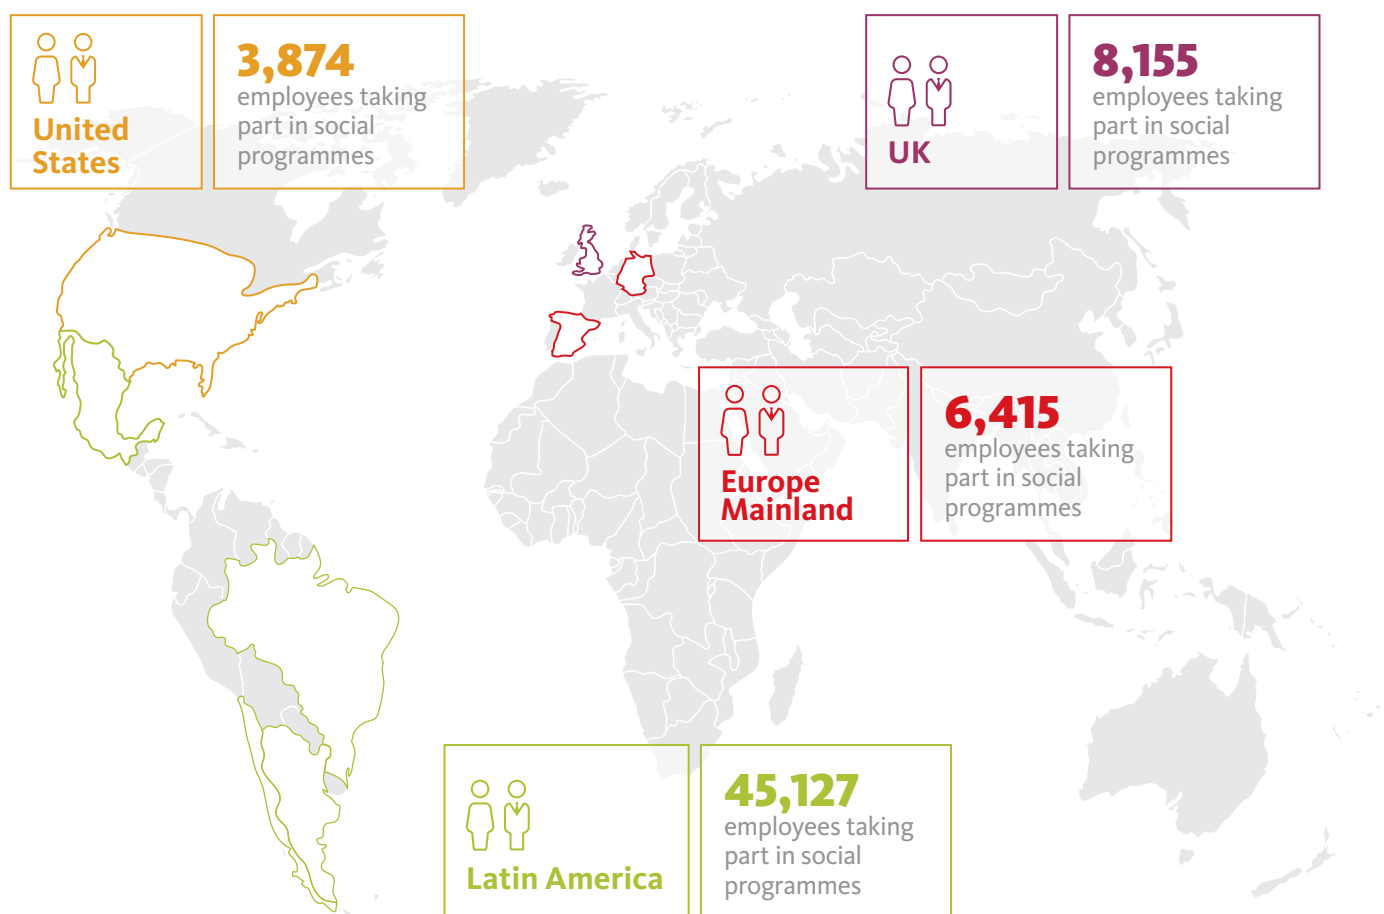 United
States
3,874
employees taking
part in social
programmes
UK
8,155
employees taking
part in social
programmes
Europe
Mainland
6,415
employees taking
part in social
programmes
Latin America
45,127
employees taking
part in social
programmes